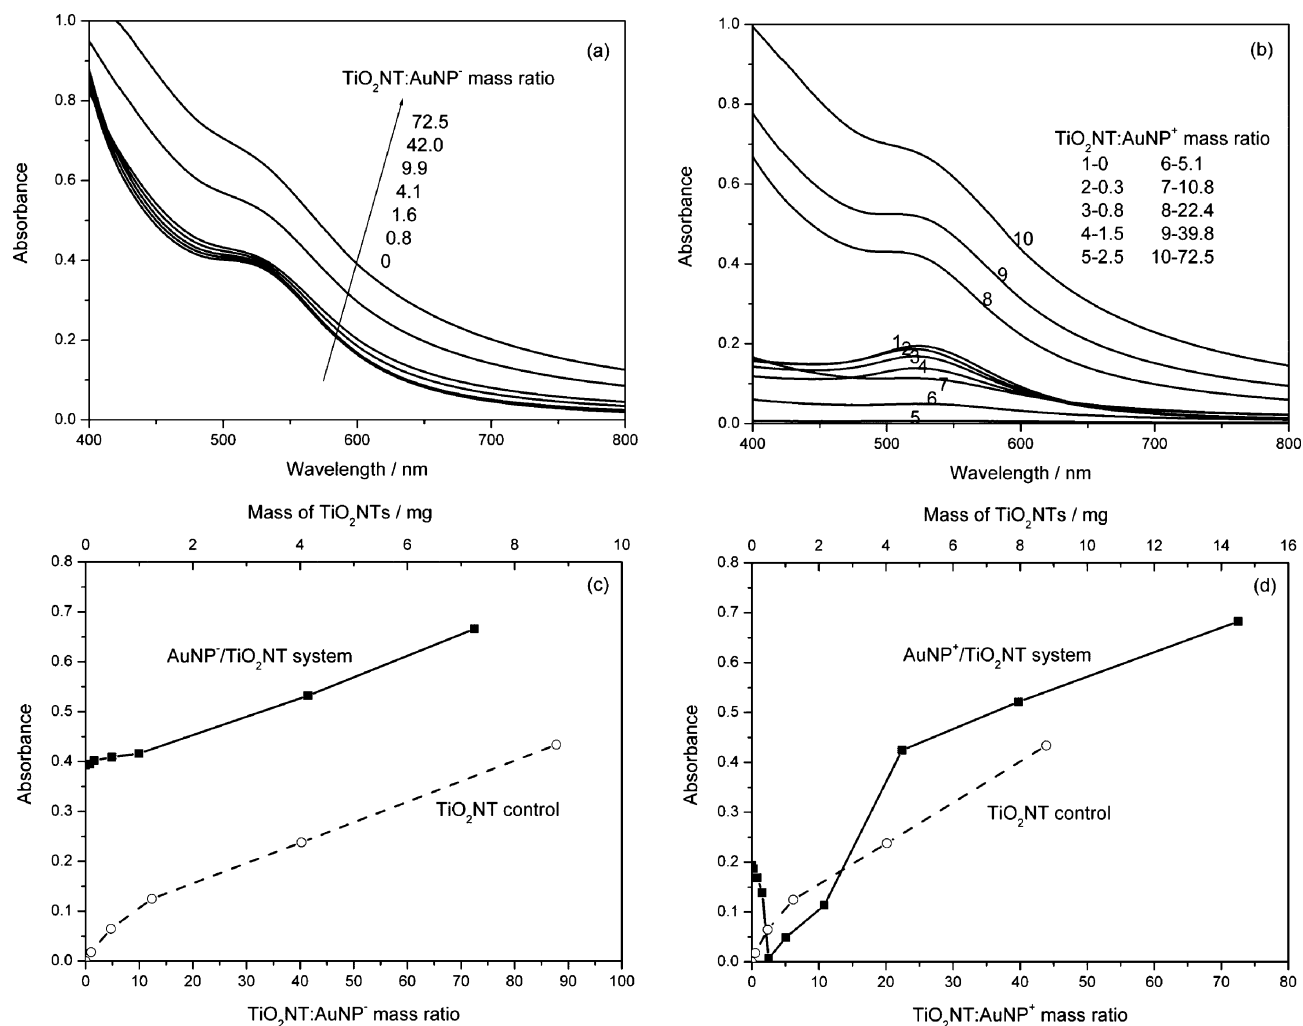 (a)
TiO2NT:AuNP- mass ratio
72.5
42.0
9.9
4.1
1.6
0.8
0
1.0
0.8
0.6
0.4
0.2
0.0
Absorbance
400 500 600 700 800
Wavelength / nm
(b)
TiO2NT:AuNP+ mass ratio
1-0 6-5.1
2-0.3 7-10.8
3-0.8 8-22.4
4-1.5 9-39.8
5-2.5 10-72.5
10
9
8
1
2
3
4
7
6
5
1.0
0.8
0.6
0.4
0.2
0.0
Absorbance
400 500 600 700 800
Wavelength / nm
Mass of TiO2NTs / mg
0 2 4 6 8 10
(c)
AuNP-/TiO2NT system
TiO2NT control
0.8
0.7
0.6
0.5
0.4
0.3
0.2
0.1
0.0
Absorbance
0 10 20 30 40 50 60 70 80 90 100
TiO2NT:AuNP- mass ratio
Mass of TiO2NTs / mg
0 2 4 6 8 10 12 14 16
(d)
AuNP+/TiO2NT system
TiO2NT control
0.8
0.7
0.6
0.5
0.4
0.3
0.2
0.1
0.0
Absorbance
0 10 20 30 40 50 60 70 80
TiO2NT:AuNP+ mass ratio